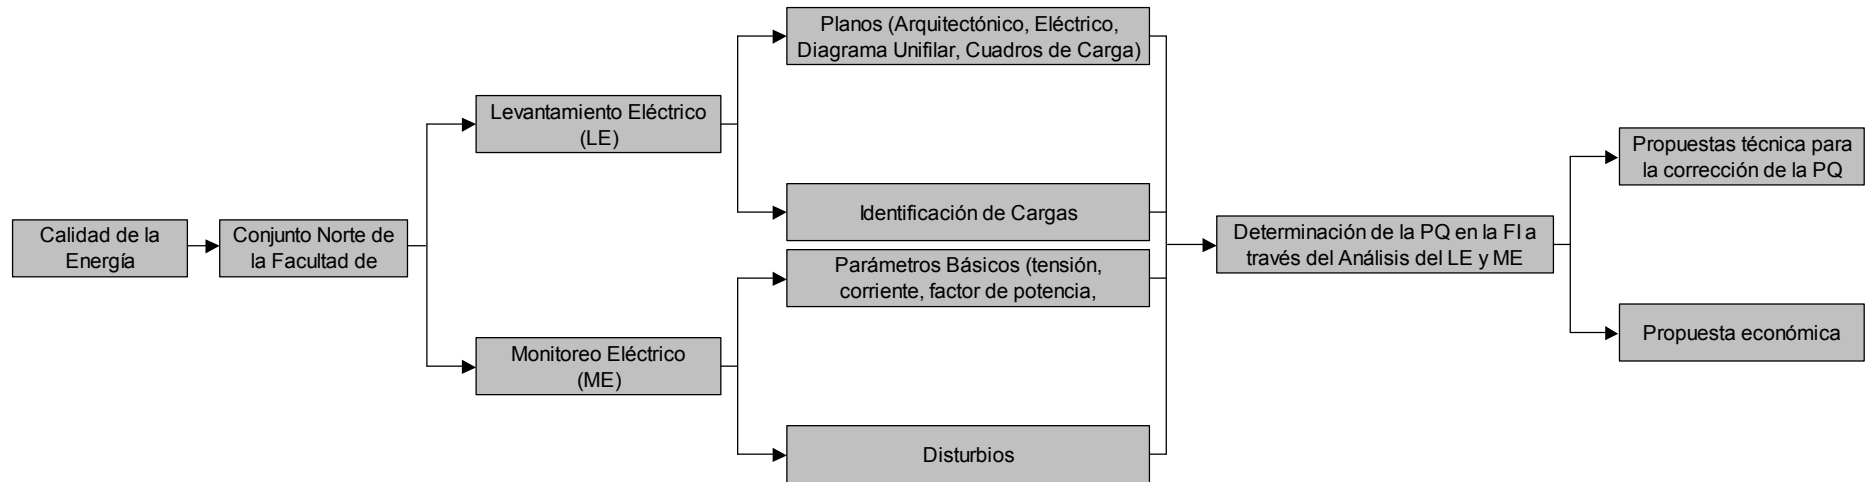 Calidad de la
Energía
Conjunto Norte de
la Facultad de
Levantamiento Eléctrico
(LE)
Monitoreo Eléctrico
(ME)
Planos (Arquitectónico, Eléctrico,
Diagrama Unifilar, Cuadros de Carga)
Identificación de Cargas
Parámetros Básicos (tensión,
corriente, factor de potencia,
Disturbios
Determinación de la PQ en la FI a
través del Análisis del LE y ME
Propuestas técnica para
la corrección de la PQ
Propuesta económica